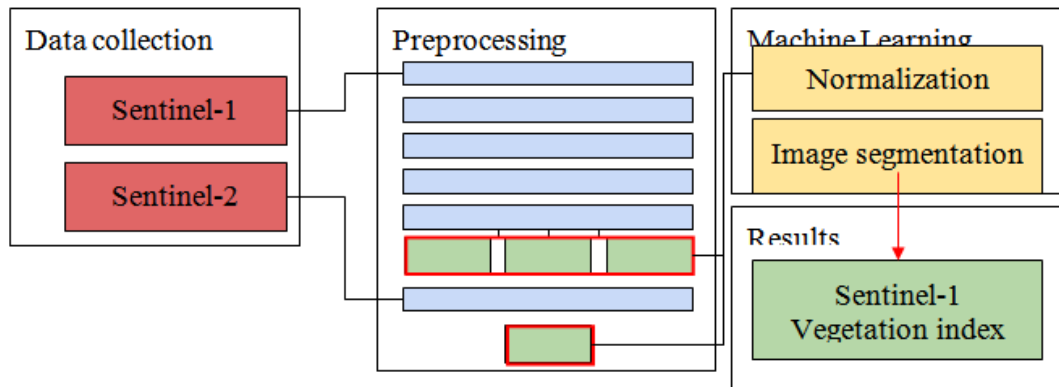 Data collection
Sentinel-1
Sentinel-2
Preprocessing
Machine Learning
Normalization
Image segmentation
Results
Sentinel-1
Vegetation index